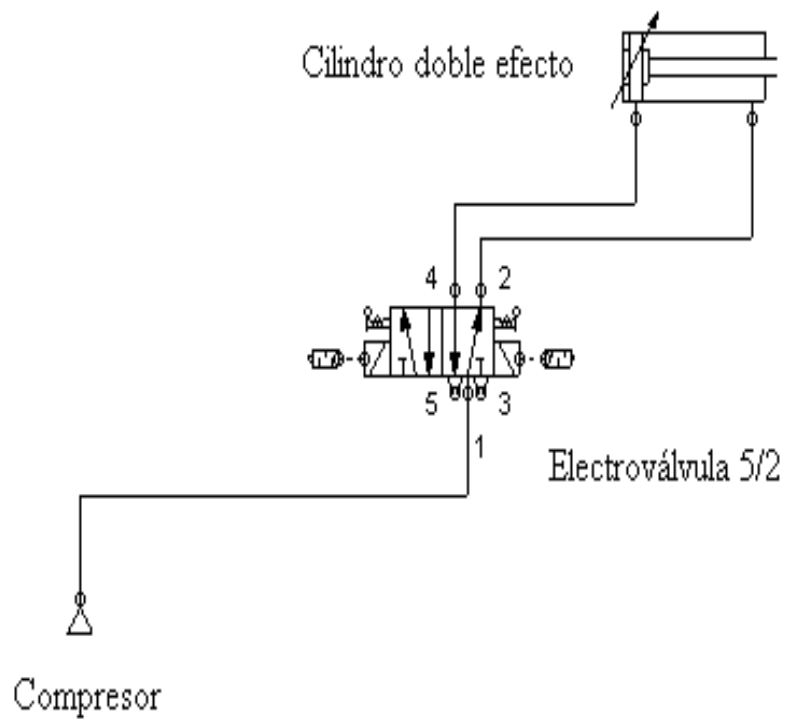 Cilindro doble efecto
4 2
5 3
1
Electroválvula 5/2
Compresor